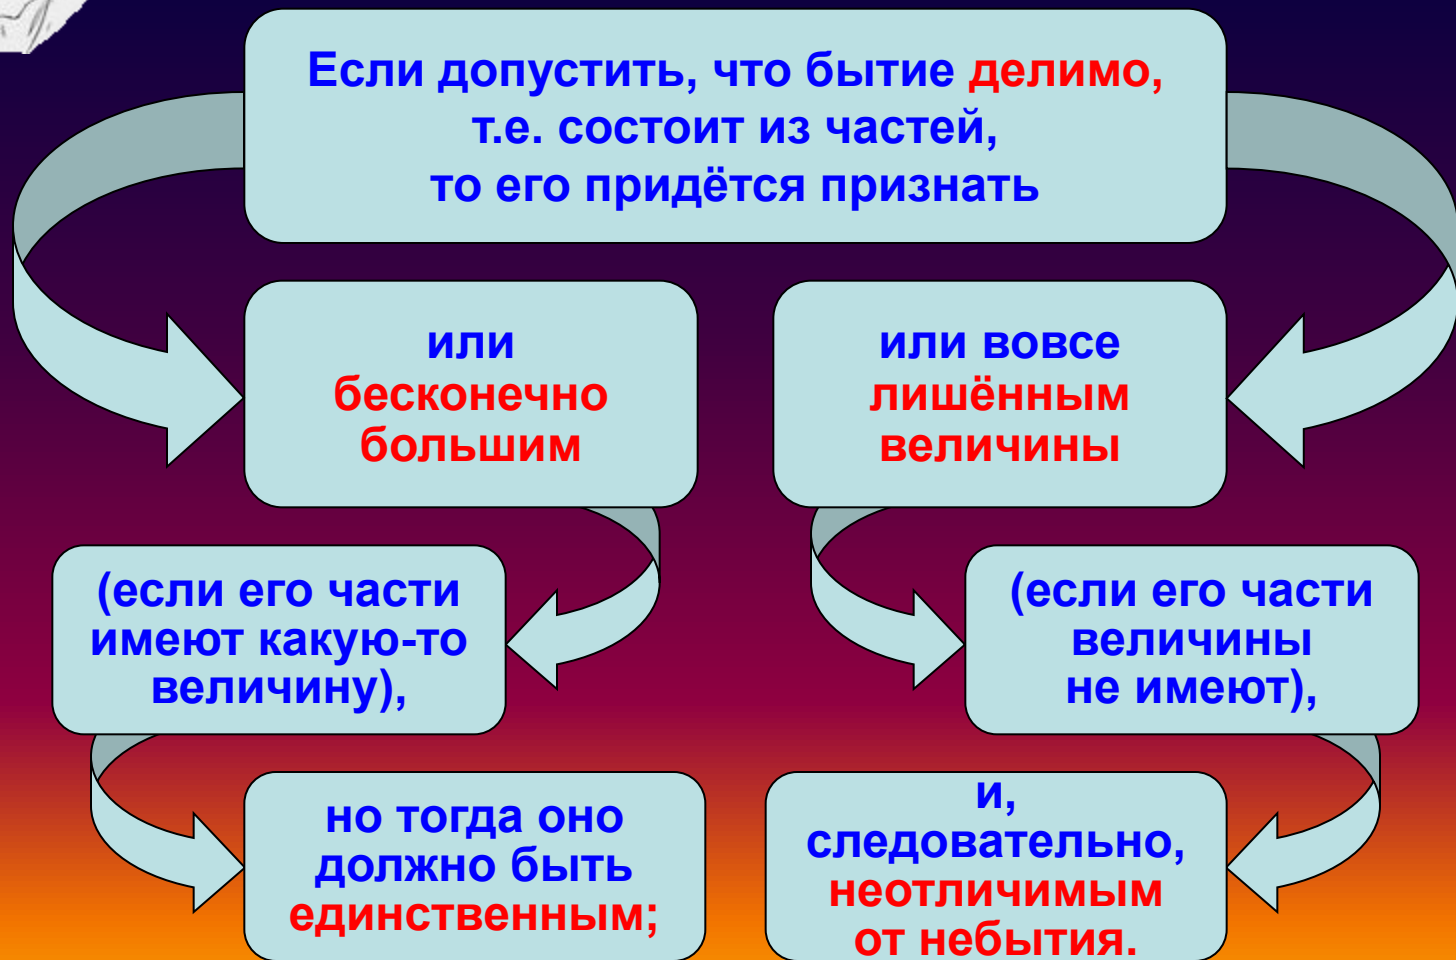 Если допустить, что бытие делимо,
т.е. состоит из частей,
то его придётся признать
или
бесконечно
большим
или вовсе
лишённым
величины
(если его части
имеют какую-то
величину),
(если его части
величины
не имеют),
но тогда оно
должно быть
единственным;
и,
следовательно,
неотличимым
от небытия.